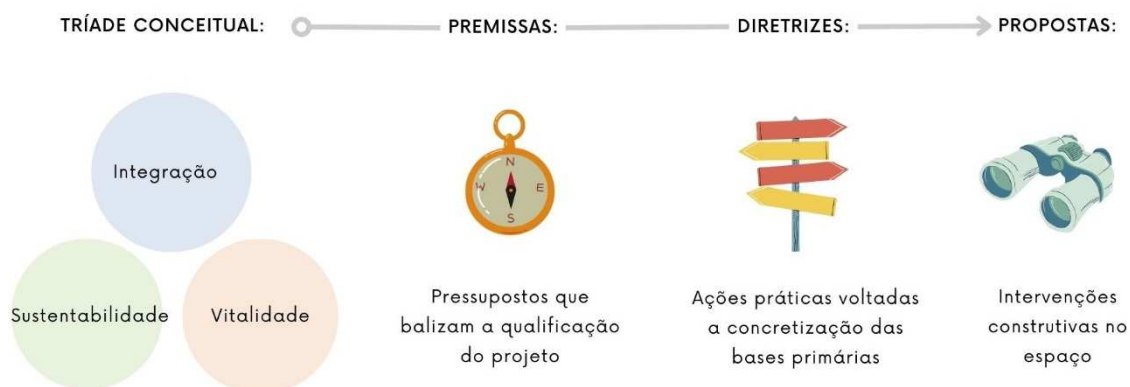 TRÍADE CONCEITUAL:
PREMISSAS:
DIRETRIZES:
PROPOSTAS:
Integração
Sustentabilidade
Vitalidade
N
W
E
S
Pressupostos que
balizam a qualificação
do projeto
Ações práticas voltadas
a concretização das
bases primárias
Intervenções
construtivas no
espaço